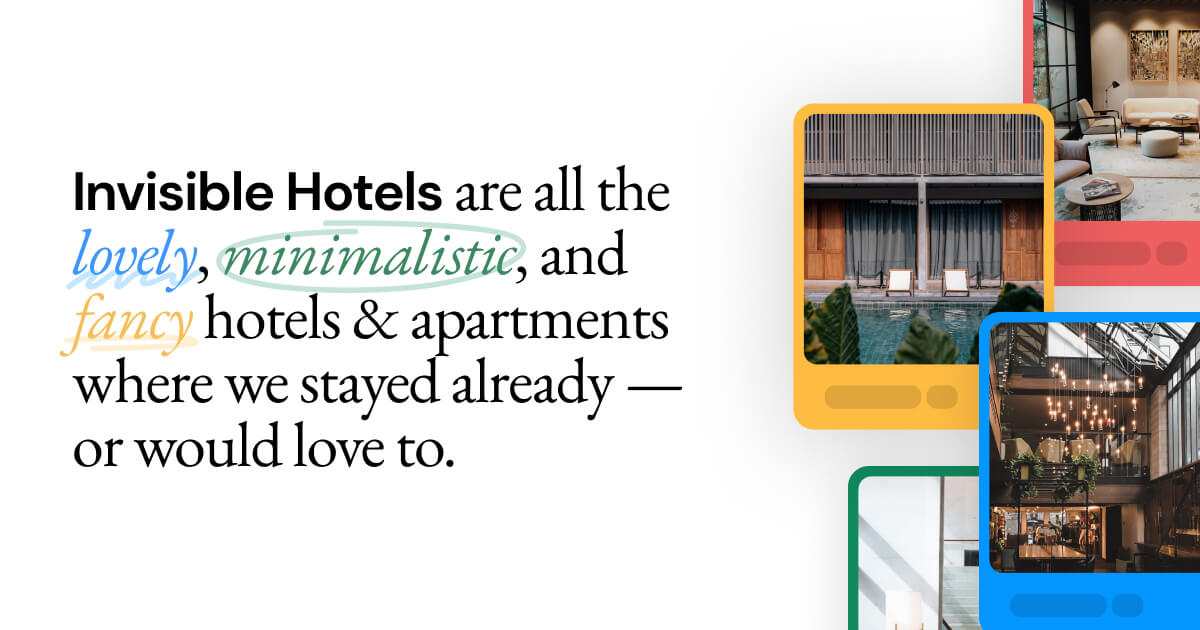 Invisible Hotels are all the
lovely, minimalistic, and
fancy hotels & apartments
where we stayed already —
or would love to.